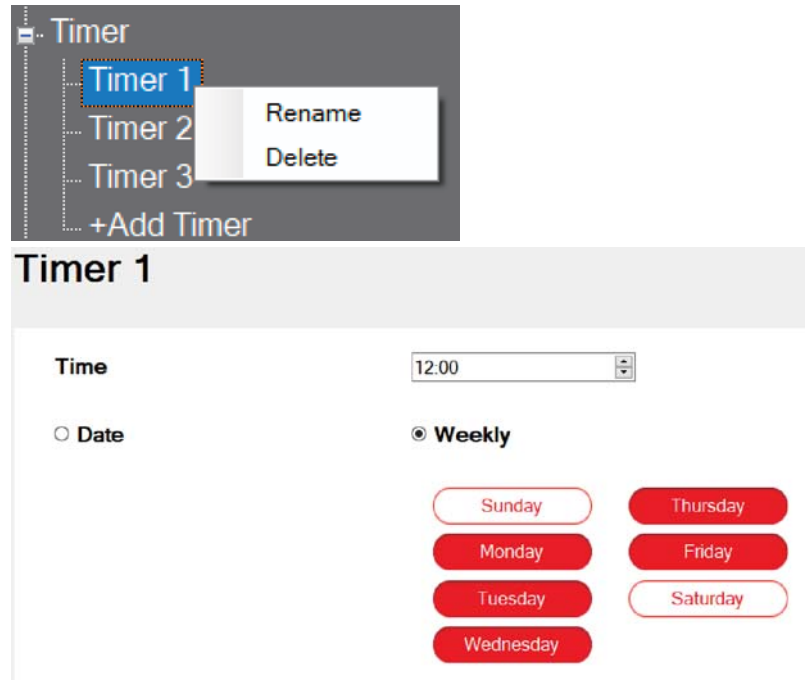 Timer
Timer 1
Rename
Timer 2
Delete
Timer 3
+Add Timer
Timer 1
Time 12:00
Date Weekly
Sunday Thursday
Monday Friday
Tuesday Saturday
Wednesday